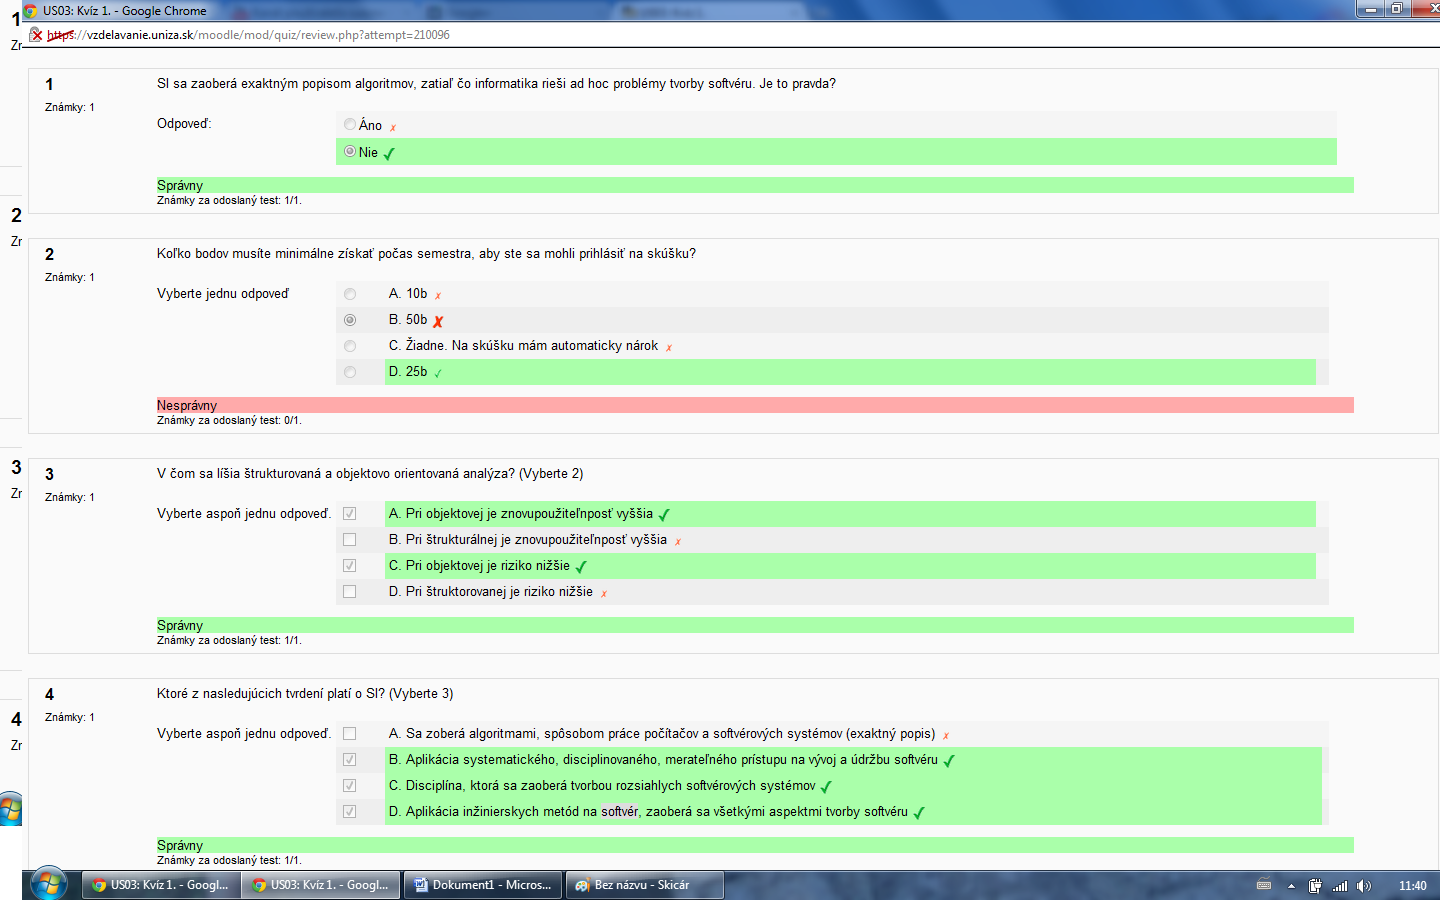 US03: Kvíz 1. - Google Chrome
https://vzdelavanie.uniza.sk/moodle/mod/quiz/review.php?attempt=210096
1
Zr
2
Zr
3
Zr
4
Zr
1
Známky: 1
SI sa zaoberá exaktným popisom algoritmov, zatiaľ čo informatika rieši ad hoc problémy tvorby softvéru. Je to pravda?
Odpoveď:
Áno
Nie
Správny
Známky za odoslaný test: 1/1.
2
Známky: 1
Koľko bodov musíte minimálne získať počas semestra, aby ste sa mohli prihlásiť na skúšku?
Vyberte jednu odpoveď
A. 10b
B. 50b
C. Žiadne. Na skúšku mám automaticky nárok
D. 25b
Nesprávny
Známky za odoslaný test: 0/1.
3
Známky: 1
V čom sa líšia štrukturovaná a objektovo orientovaná analýza? (Vyberte 2)
Vyberte aspoň jednu odpoveď.
A. Pri objektovej je znovupoužiteľnposť vyššia
B. Pri štrukturálnej je znovupoužiteľnposť vyššia
C. Pri objektovej je riziko nižšie
D. Pri štruktorovanej je riziko nižšie
Správny
Známky za odoslaný test: 1/1.
4
Známky: 1
Ktoré z nasledujúcich tvrdení platí o SI? (Vyberte 3)
Vyberte aspoň jednu odpoveď.
A. Sa zoberá algoritmami, spôsobom práce počítačov a softvérových systémov (exaktný popis)
B. Aplikácia systematického, disciplinovaného, merateľného prístupu na vývoj a údržbu softvéru
C. Disciplína, ktorá sa zaoberá tvorbou rozsiahlych softvérových systémov
D. Aplikácia inžinierskych metód na softvér, zaoberá sa všetkými aspektmi tvorby softvéru
Správny
Známky za odoslaný test: 1/1.
US03: Kvíz 1. - Googl...
US03: Kvíz 1. - Googl...
Dokument1 - Micros...
Bez názvu - Skicár
11:40